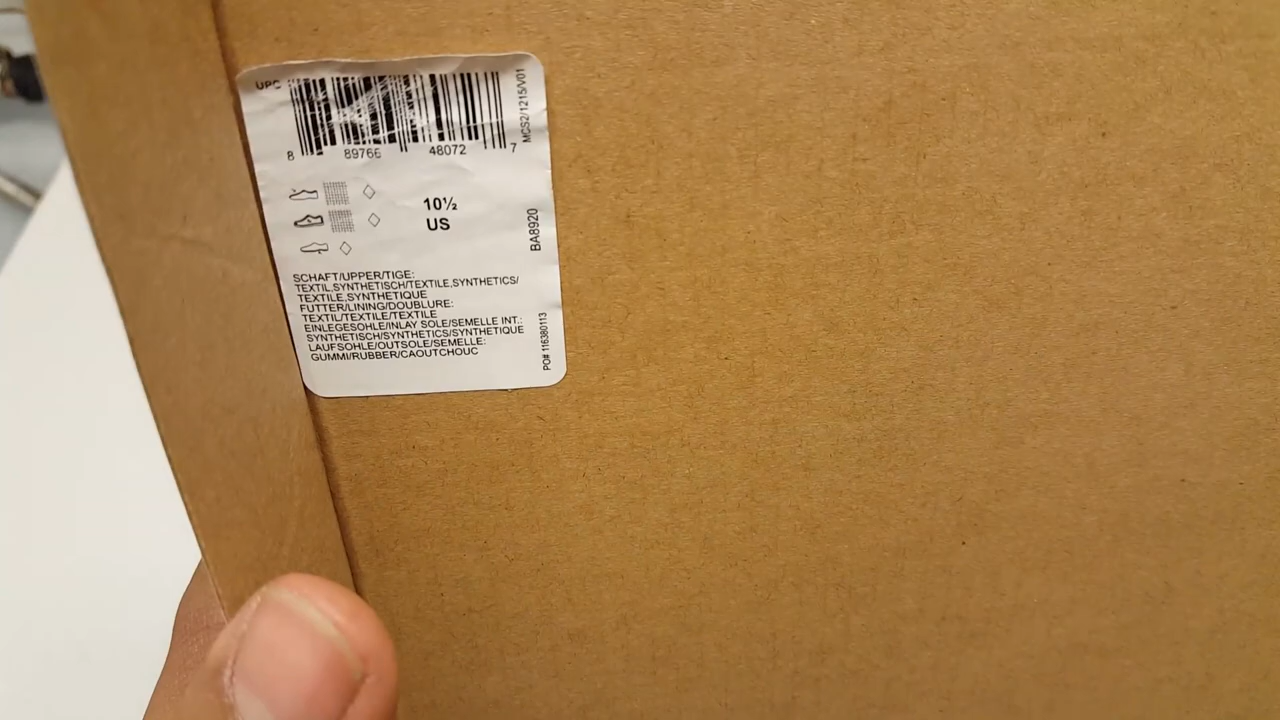 UPC
8 89766 48072 7
MCS2/1215/V01
10½
US
BA8920
SCHAFT/UPPER/TIGE:
TEXTIL,SYNTHETISCH/TEXTILE,SYNTHETICS/
TEXTILE,SYNTHETIQUE
FUTTER/LINING/DOUBLURE:
TEXTIL/TEXTILE/TEXTILE
EINLEGESOHLE/INLAY SOLE/SEMELLE INT.:
SYNTHETISCH/SYNTHETICS/SYNTHETIQUE
LAUFSOHLE/OUTSOLE/SEMELLE:
GUMMI/RUBBER/CAOUTCHOUC
PO# 116380113